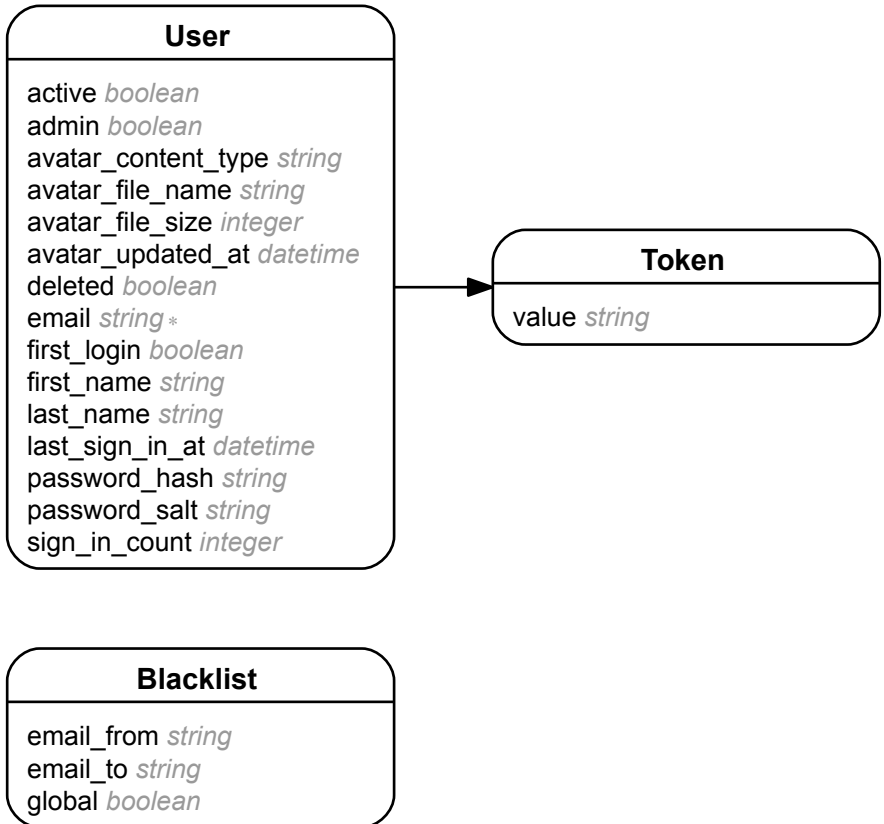 User
active boolean
admin boolean
avatar_content_type string
avatar_file_name string
avatar_file_size integer
avatar_updated_at datetime
deleted boolean
email string *
first_login boolean
first_name string
last_name string
last_sign_in_at datetime
password_hash string
password_salt string
sign_in_count integer
Token
value string
Blacklist
email_from string
email_to string
global boolean